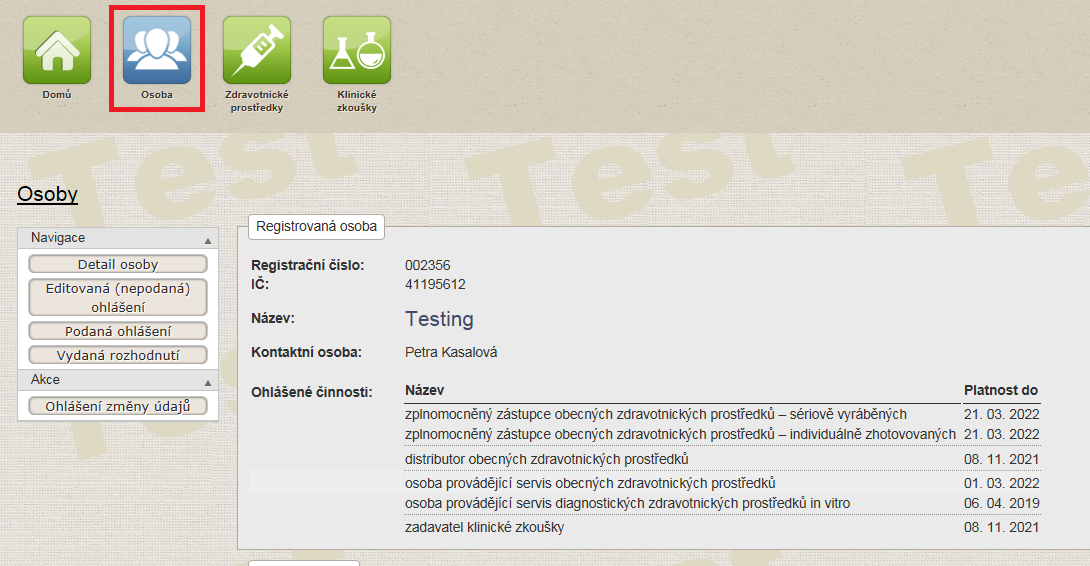 Domů
Osoba
Zdravotnické
prostředky
Klinické
zkoušky
Test Test Te
Osoby
Navigace
Detail osoby
Editovaná (nepodaná)
ohlášení
Podaná ohlášení
Vydaná rozhodnutí
Akce
Ohlášení změny údajů
Registrovaná osoba
Registrační číslo: 002356
IČ: 41195612
Název: Testing
Kontaktní osoba: Petra Kasalová
Ohlášené činnosti: Název Platnost do
zplnomocněný zástupce obecných zdravotnických prostředků – sériově vyráběných 21. 03. 2022
zplnomocněný zástupce obecných zdravotnických prostředků – individuálně zhotovovaných 21. 03. 2022
distributor obecných zdravotnických prostředků 08. 11. 2021
osoba provádějící servis obecných zdravotnických prostředků 01. 03. 2022
osoba provádějící servis diagnostických zdravotnických prostředků in vitro 06. 04. 2019
zadavatel klinické zkoušky 08. 11. 2021